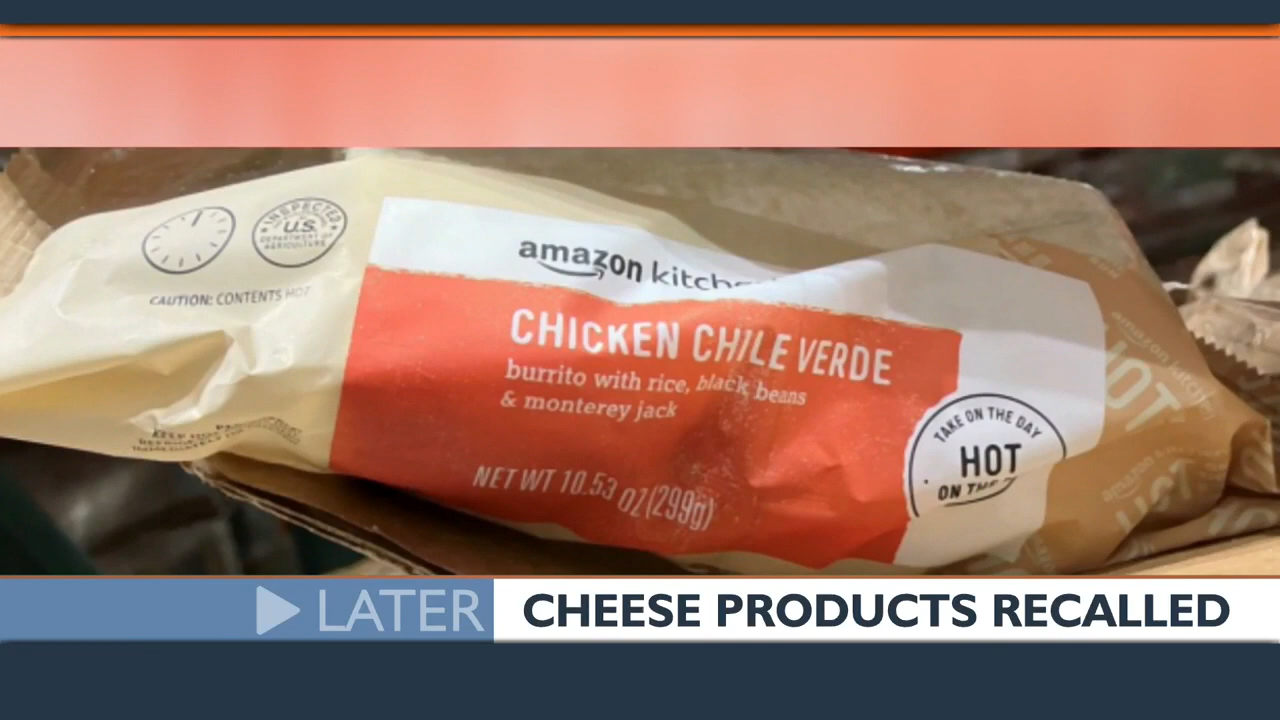 INSPECTED
U.S.
DEPARTMENT OF
AGRICULTURE
CAUTION: CONTENTS HOT
amazon
CHICKEN CHILE VERDE
burrito with rice, black beans
& monterey jack
NET WT 10.53 oz (299g)
TAKE ON THE DAY
HOT
ON THE
amazon
HOT
LATER
CHEESE PRODUCTS RECALLED